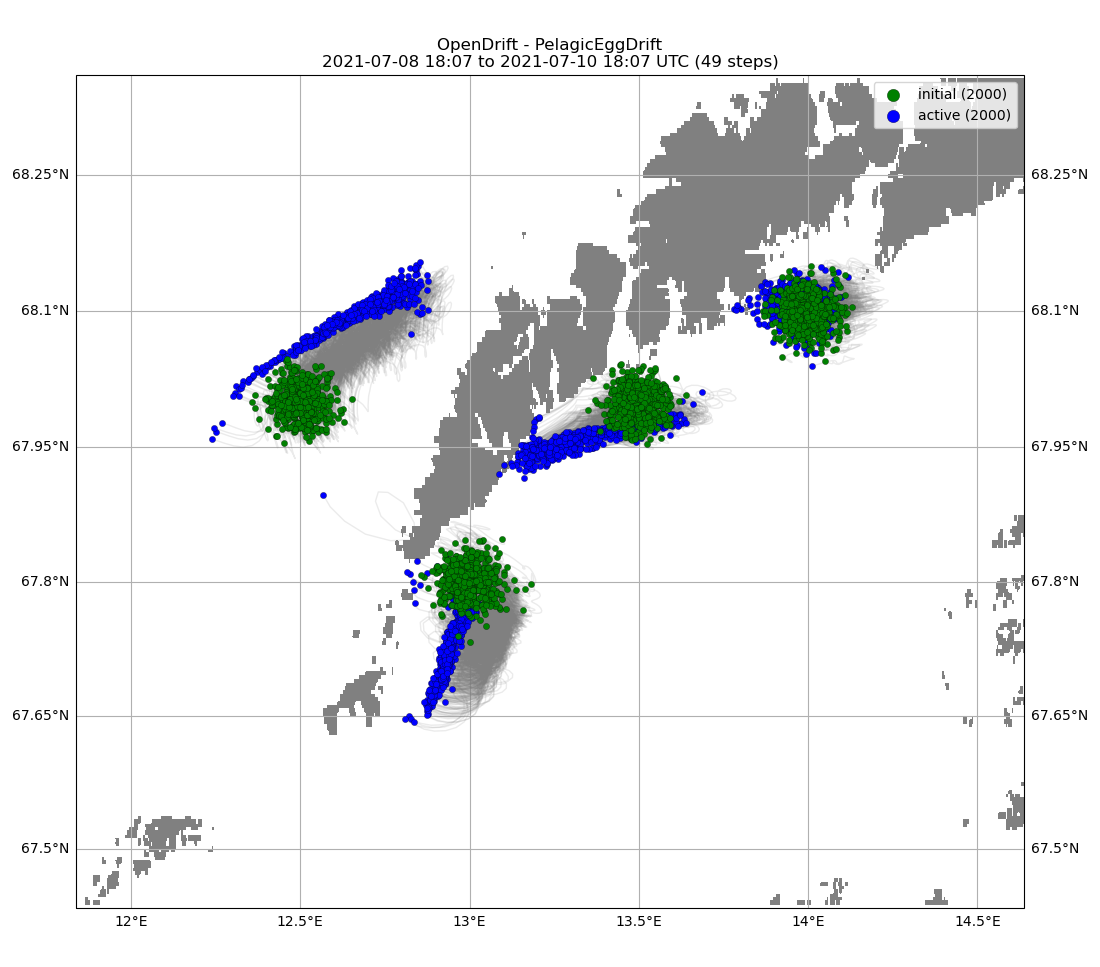 OpenDrift - PelagicEggDrift
2021-07-08 18:07 to 2021-07-10 18:07 UTC (49 steps)
initial (2000)
active (2000)
68.25°N
68.25°N
68.1°N
68.1°N
67.95°N
67.95°N
67.8°N
67.8°N
67.65°N
67.65°N
67.5°N
67.5°N
12°E
12.5°E
13°E
13.5°E
14°E
14.5°E